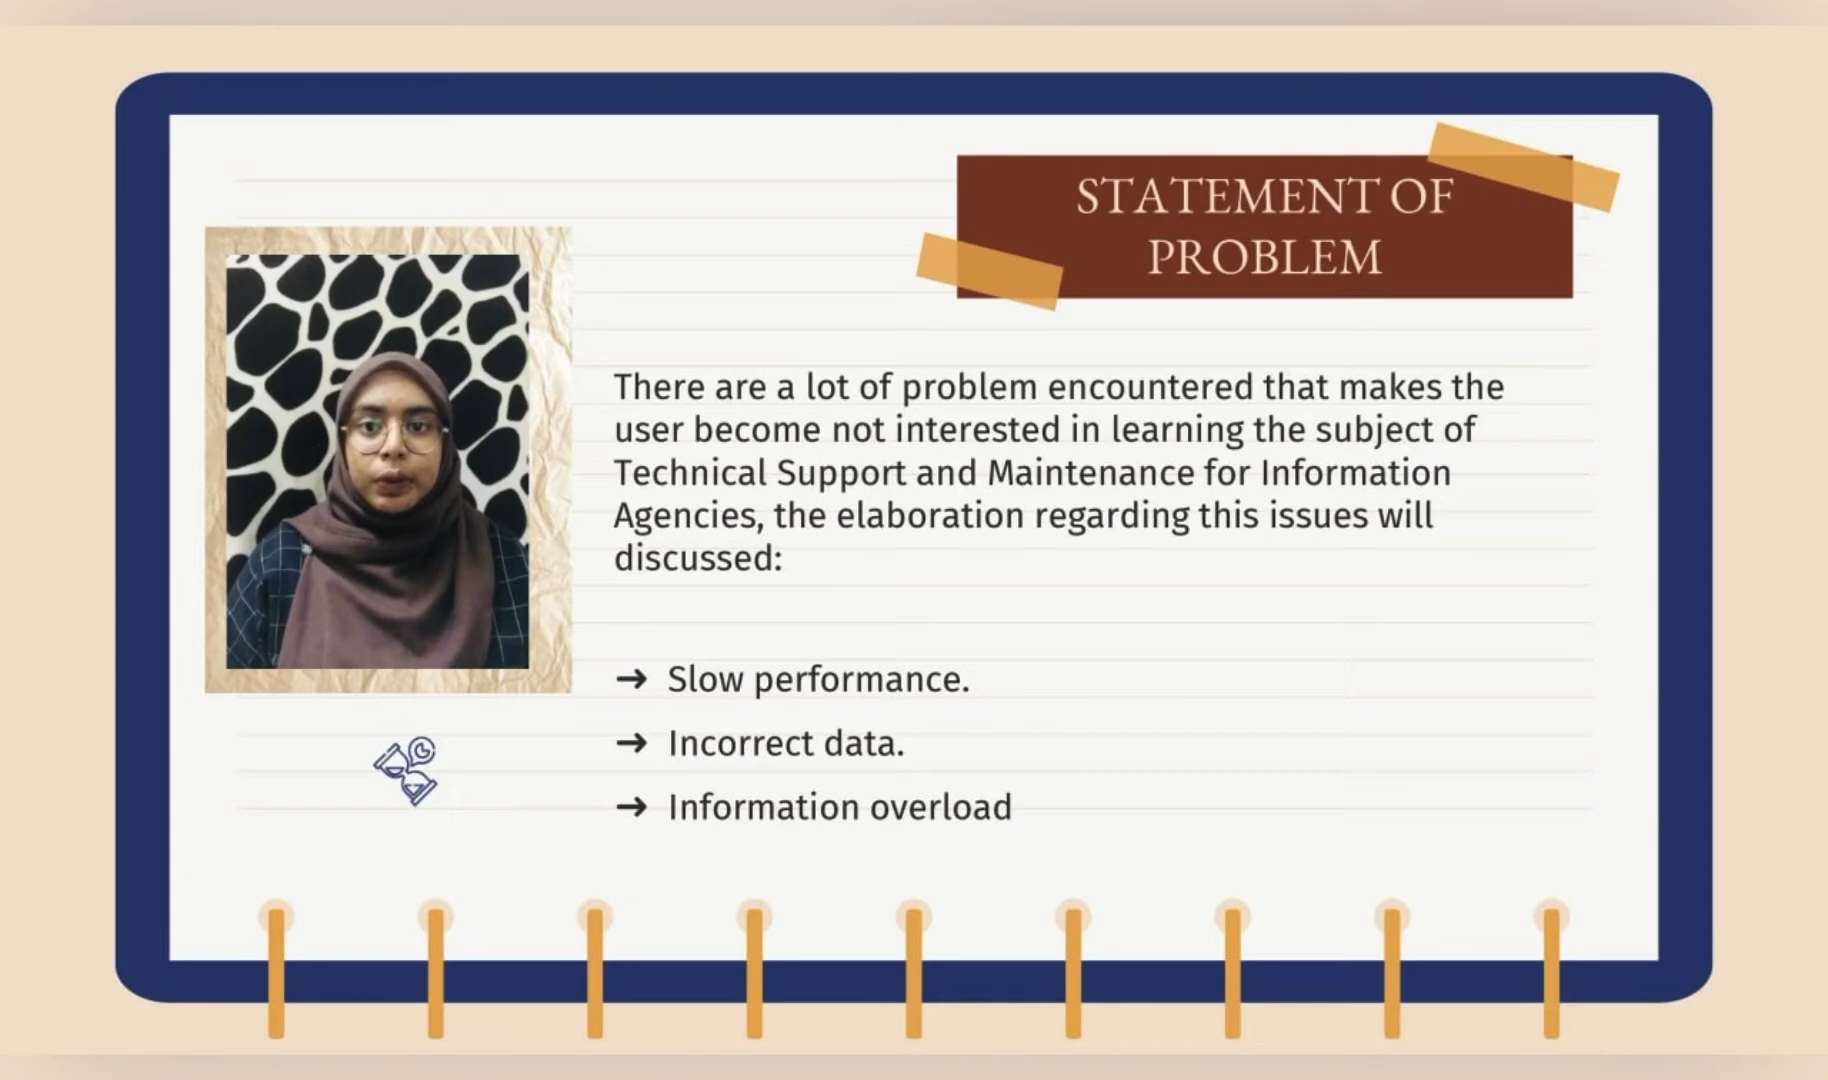 STATEMENT OF
PROBLEM
There are a lot of problem encountered that makes the
user become not interested in learning the subject of
Technical Support and Maintenance for Information
Agencies, the elaboration regarding this issues will
discussed:
→ Slow performance.
→ Incorrect data.
→ Information overload